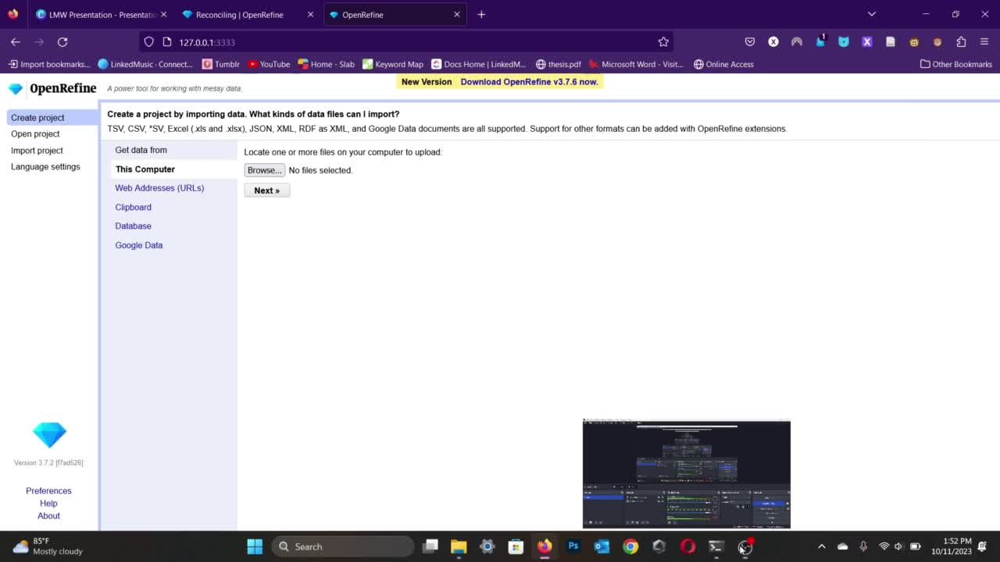 LMW Presentation - Presentatio
Reconciling | OpenRefine
OpenRefine
127.0.0.1:3333
Import bookmarks...
LinkedMusic - Connect...
Tumblr
YouTube
Home - Slab
Keyword Map
Docs Home | LinkedM...
thesis.pdf
Microsoft Word - Visit...
Online Access
Other Bookmarks
OpenRefine
A power tool for working with messy data.
New Version Download OpenRefine v3.7.6 now.
Create project
Open project
Import project
Language settings
Create a project by importing data. What kinds of data files can I import?
TSV, CSV, *SV, Excel (.xls and .xlsx), JSON, XML, RDF as XML, and Google Data documents are all supported. Support for other formats can be added with OpenRefine extensions.
Get data from
This Computer
Web Addresses (URLs)
Clipboard
Database
Google Data
Locate one or more files on your computer to upload:
Browse... No files selected.
Next »
Version 3.7.2 [f7ad526]
Preferences
Help
About
85°F
Mostly cloudy
Search
1:52 PM
10/11/2023